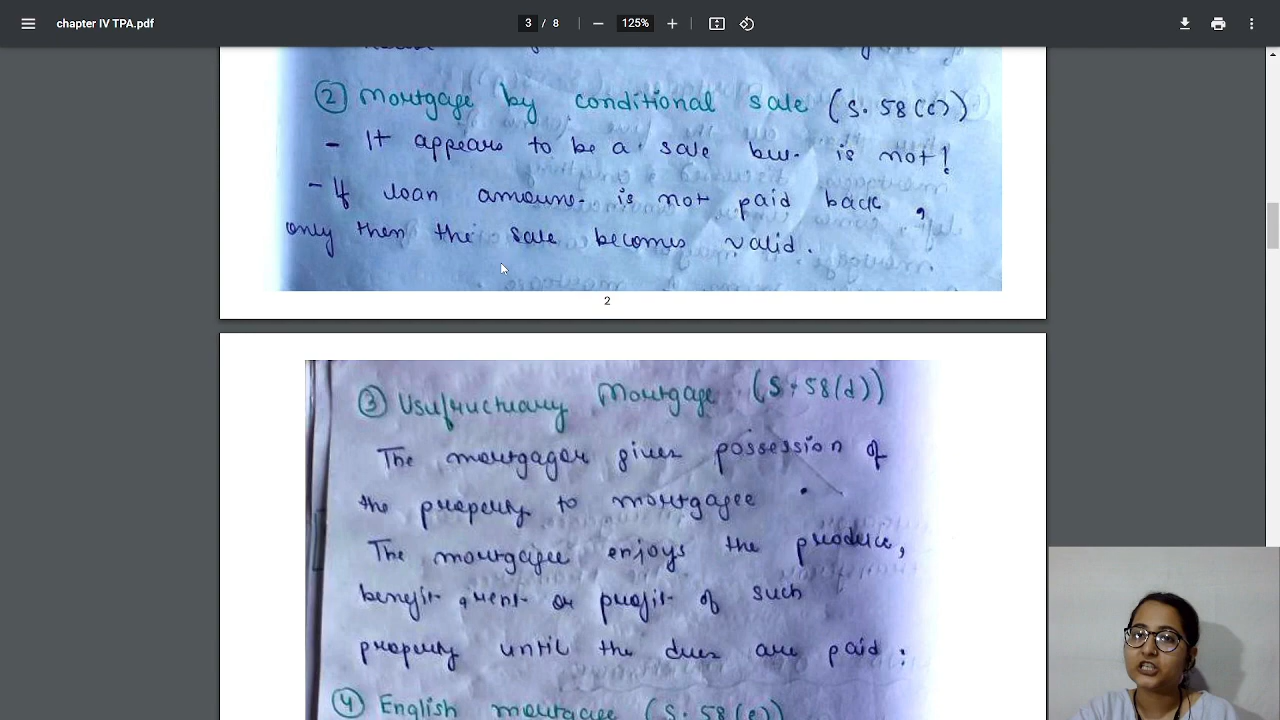 chapter IV TPA.pdf
3 / 8
125%
② Mortgage by conditional sale (S. 58(c))
- It appears to be a sale but is not!
- If loan amount is not paid back,
only then the sale becomes valid.
2
③ Usufructuary Mortgage (S. 58(d))
The mortgagor gives possession of
the property to mortgagee.
The mortgagee enjoys the produce,
benefit, rent or profit of such
property until the dues are paid.
④ English mortgage (S. 58(e))